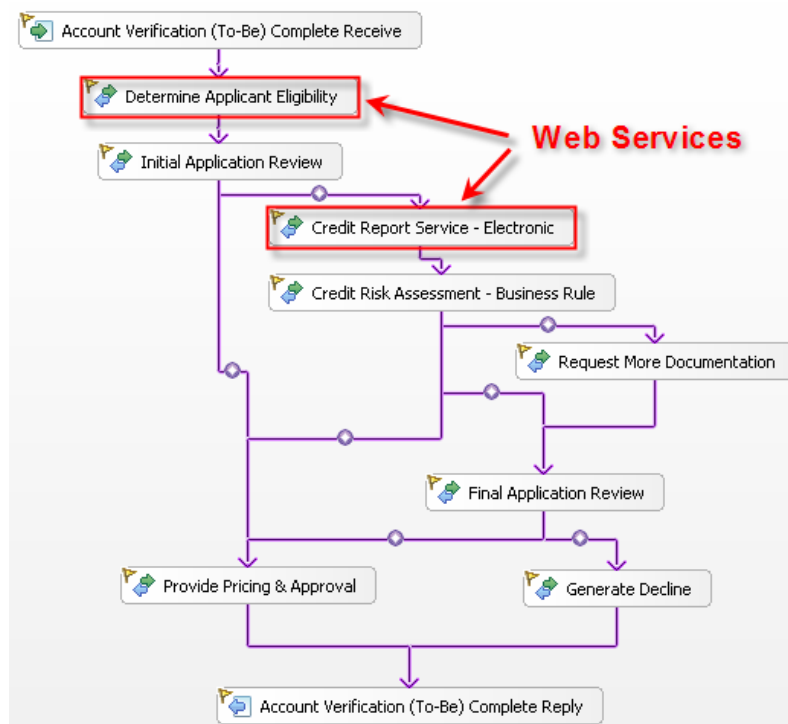 Account Verification (To-Be) Complete Receive
Determine Applicant Eligibility
Web Services
Initial Application Review
Credit Report Service - Electronic
Credit Risk Assessment - Business Rule
Request More Documentation
Final Application Review
Provide Pricing & Approval
Generate Decline
Account Verification (To-Be) Complete Reply